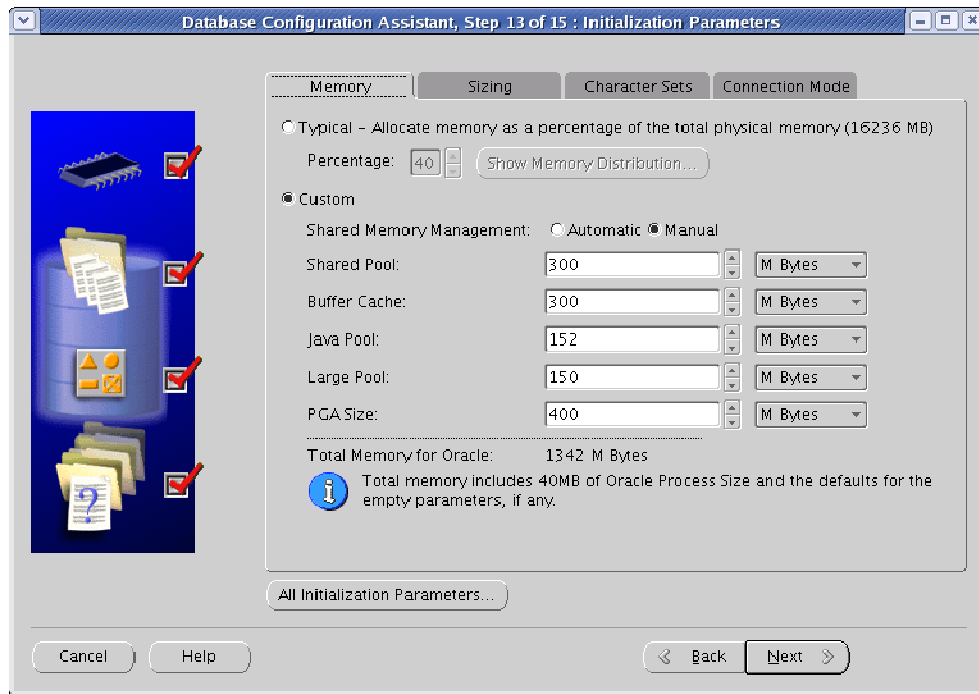 Database Configuration Assistant, Step 13 of 15 : Initialization Parameters
Memory Sizing Character Sets Connection Mode
Typical – Allocate memory as a percentage of the total physical memory (16236 MB)
Percentage: 40 Show Memory Distribution...
Custom
Shared Memory Management: Automatic Manual
Shared Pool: 300 M Bytes
Buffer Cache: 300 M Bytes
Java Pool: 152 M Bytes
Large Pool: 150 M Bytes
PGA Size: 400 M Bytes
Total Memory for Oracle: 1342 M Bytes
Total memory includes 40MB of Oracle Process Size and the defaults for the
empty parameters, if any.
All Initialization Parameters...
Cancel Help Back Next